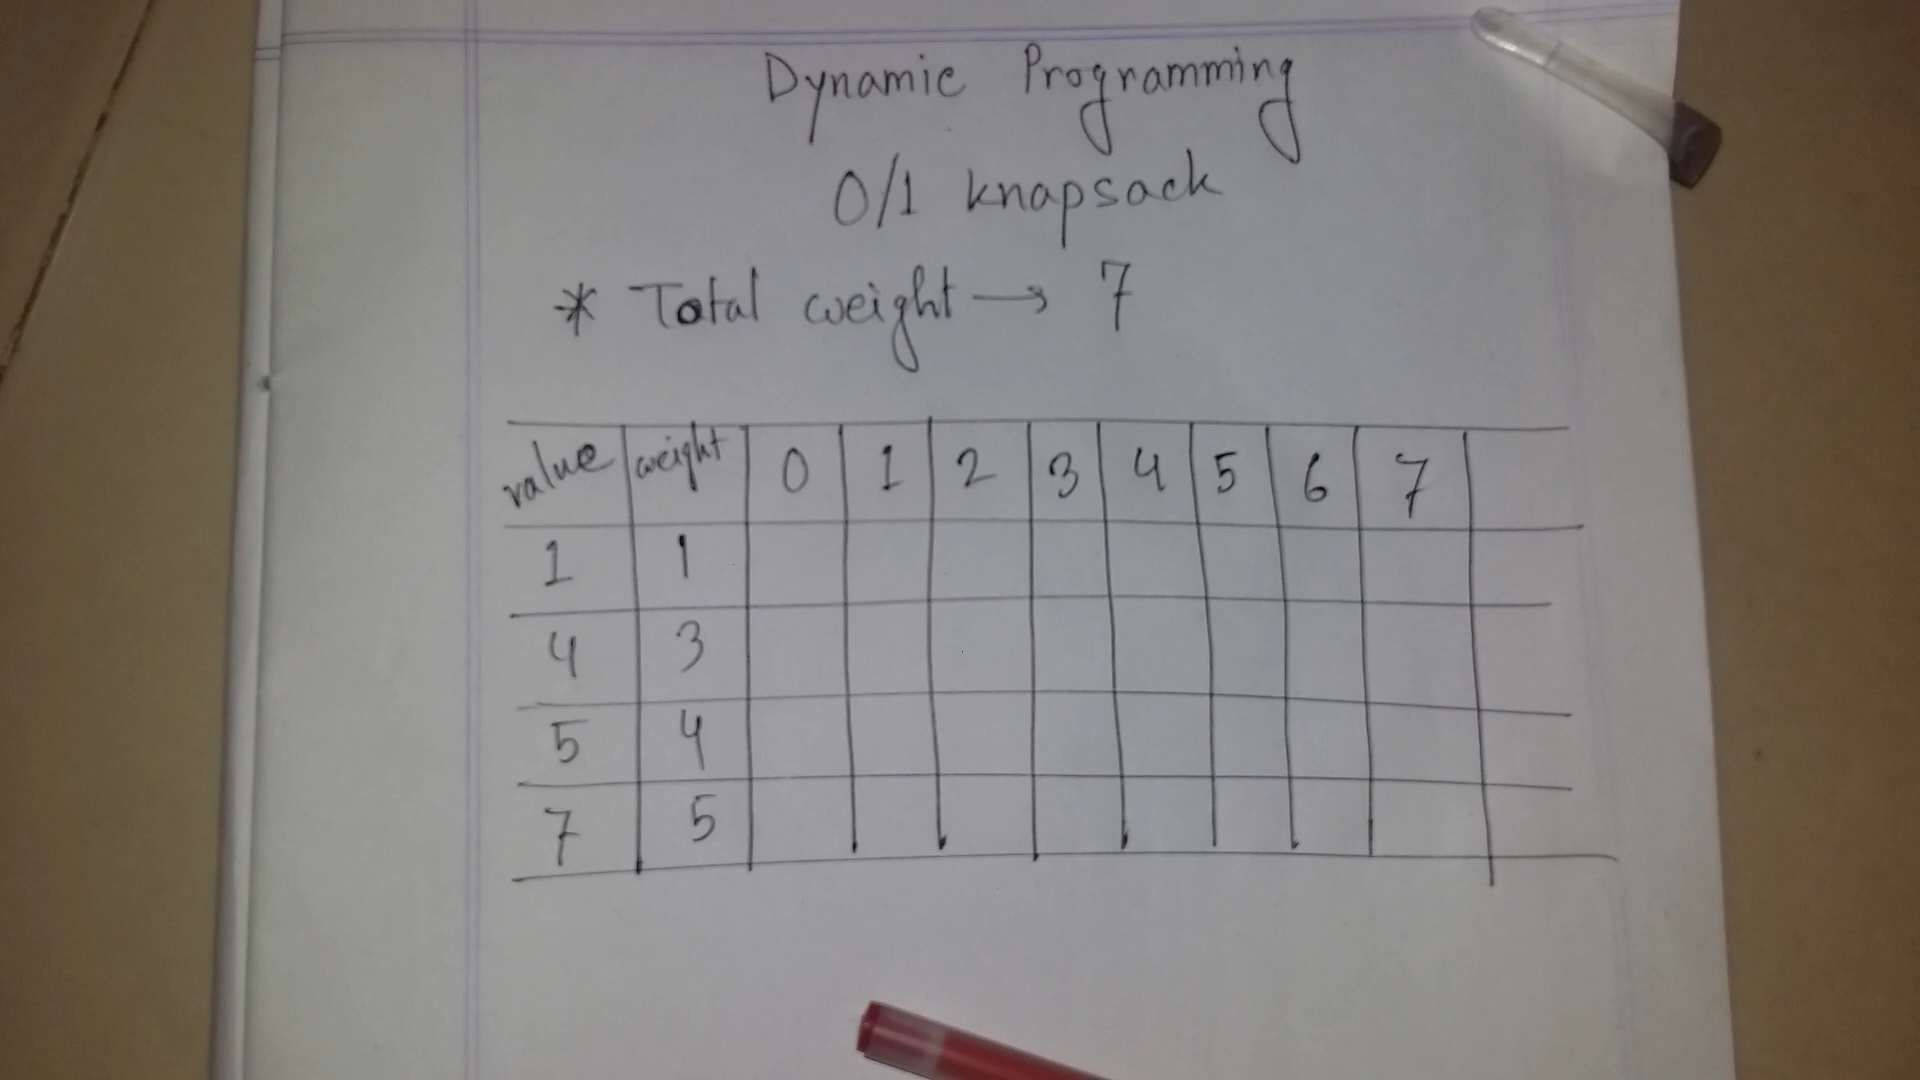 Dynamic Programming
0/1 knapsack
* Total weight → 7
value weight 0 1 2 3 4 5 6 7
1 1
4 3
5 4
7 5